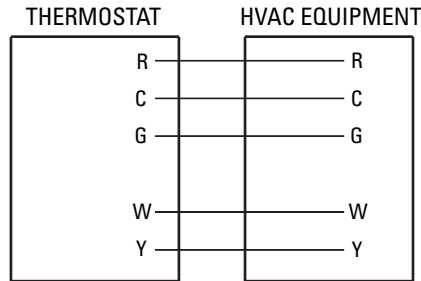 THERMOSTAT HVAC EQUIPMENT
R R
C C
G G
W W
Y Y